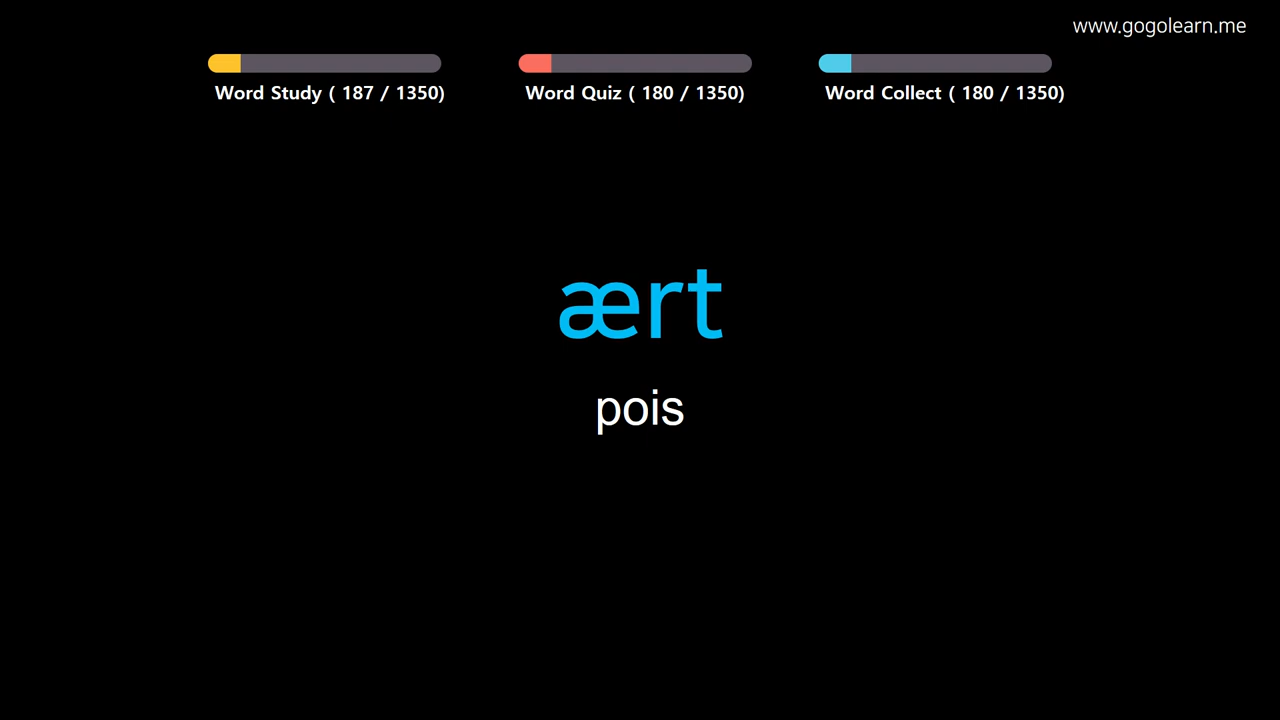 www.gogolearn.me
Word Study ( 187 / 1350)
Word Quiz ( 180 / 1350)
Word Collect ( 180 / 1350)
ært
pois